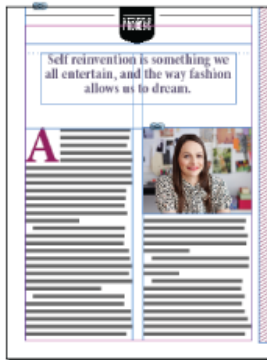 Self reinvention is something we
all entertain, and the way fashion
allows us to dream.
A